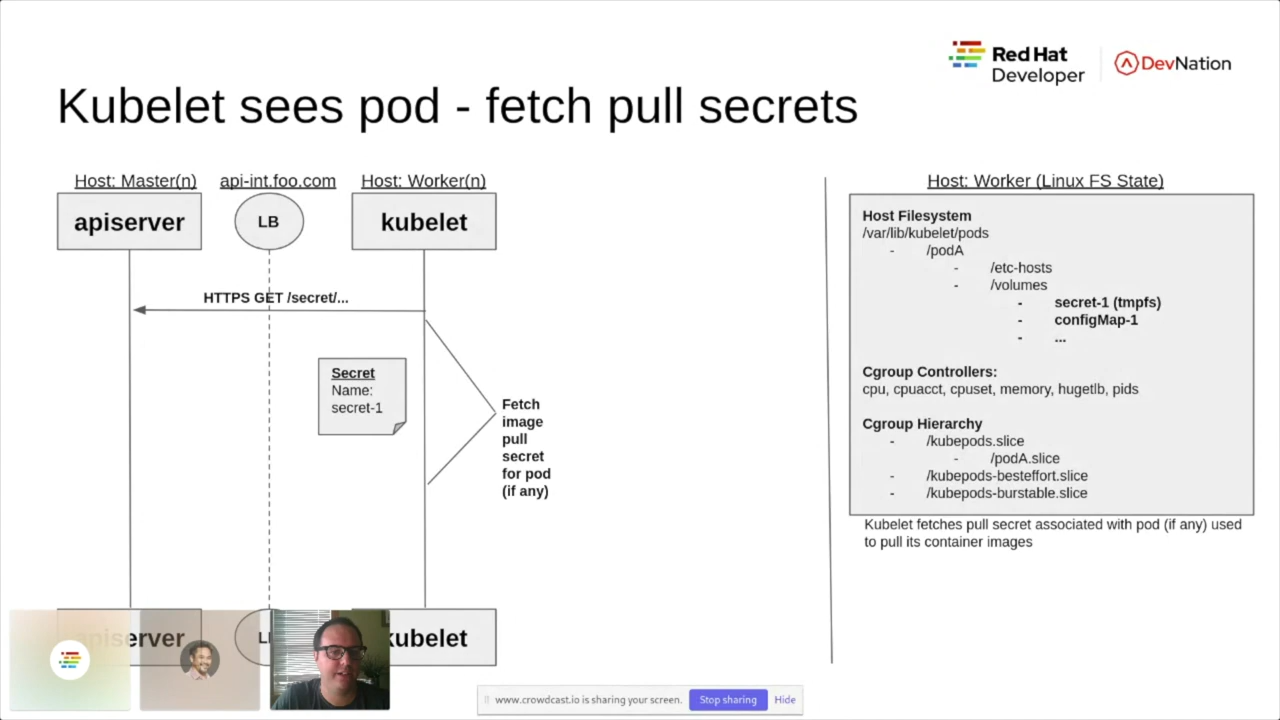 Red Hat
Developer
DevNation
Kubelet sees pod - fetch pull secrets
Host: Master(n)
api-int.foo.com
Host: Worker(n)
apiserver
LB
kubelet
HTTPS GET /secret/...
Secret
Name:
secret-1
Fetch
image
pull
secret
for pod
(if any)
Host: Worker (Linux FS State)
Host Filesystem
/var/lib/kubelet/pods
- /podA
- /etc-hosts
- /volumes
- secret-1 (tmpfs)
- configMap-1
- ...
Cgroup Controllers:
cpu, cpuacct, cpuset, memory, hugetlb, pids
Cgroup Hierarchy
- /kubepods.slice
- /podA.slice
- /kubepods-besteffort.slice
- /kubepods-burstable.slice
Kubelet fetches pull secret associated with pod (if any) used
to pull its container images
apiserver
kubelet
www.crowdcast.io is sharing your screen.
Stop sharing
Hide